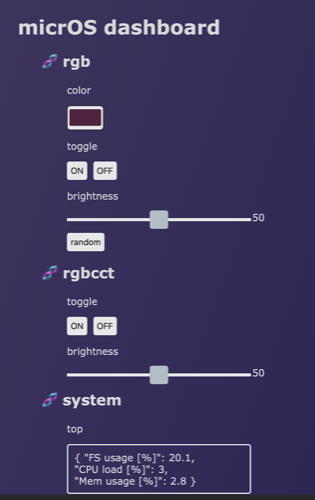 micrOS dashboard
rgb
color
toggle
ON OFF
brightness
50
random
rgbcct
toggle
ON OFF
brightness
50
system
top
{ "FS usage [%]": 20.1,
"CPU load [%]": 3,
"Mem usage [%]": 2.8 }